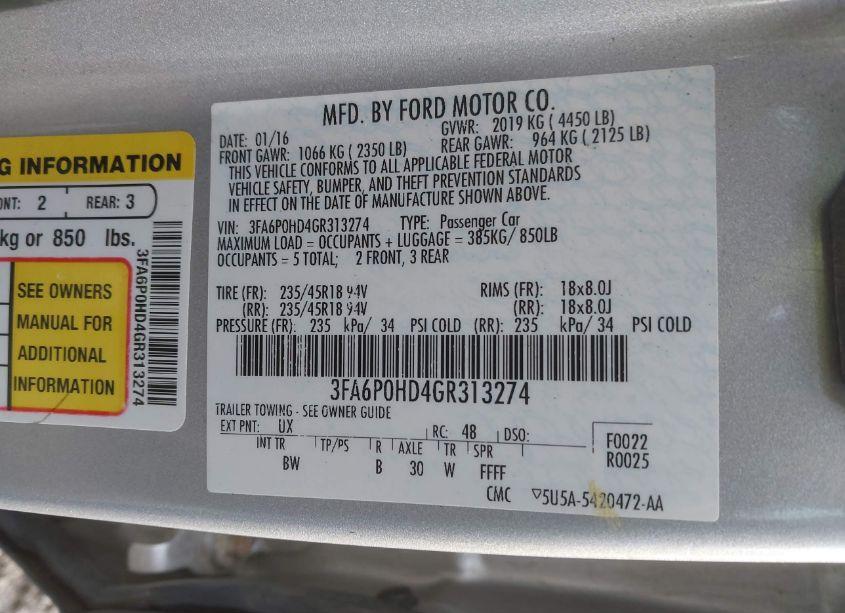 G INFORMATION
ONT: 2 REAR: 3
kg or 850 lbs.
SEE OWNERS
MANUAL FOR
ADDITIONAL
INFORMATION
3FA6P0HD4GR313274
MFD. BY FORD MOTOR CO.
DATE: 01/16 GVWR: 2019 KG ( 4450 LB)
FRONT GAWR: 1066 KG ( 2350 LB) REAR GAWR: 964 KG ( 2125 LB)
THIS VEHICLE CONFORMS TO ALL APPLICABLE FEDERAL MOTOR
VEHICLE SAFETY, BUMPER, AND THEFT PREVENTION STANDARDS
IN EFFECT ON THE DATE OF MANUFACTURE SHOWN ABOVE.
VIN: 3FA6P0HD4GR313274 TYPE: Passenger Car
MAXIMUM LOAD = OCCUPANTS + LUGGAGE = 385KG/ 850LB
OCCUPANTS = 5 TOTAL; 2 FRONT, 3 REAR
TIRE (FR): 235/45R18 94V RIMS (FR): 18x8.0J
(RR): 235/45R18 94V (RR): 18x8.0J
PRESSURE (FR): 235 kPa/ 34 PSI COLD (RR): 235 kPa/ 34 PSI COLD
3FA6P0HD4GR313274
TRAILER TOWING - SEE OWNER GUIDE
EXT PNT: UX RC: 48 DSO:
INT TR TP/PS R AXLE TR SPR
BW B 30 W FFFF
F0022
R0025
CMC ▽5U5A-5420472-AA